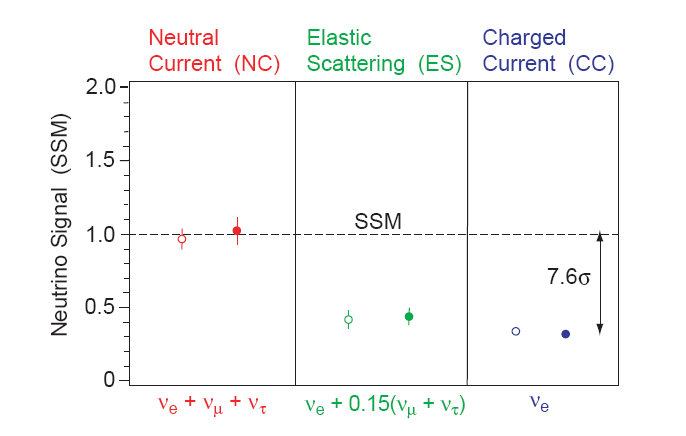 Neutral
Current (NC)
Elastic
Scattering (ES)
Charged
Current (CC)
Neutrino Signal (SSM)
2.0
1.5
1.0
0.5
0
SSM
7.6σ
νe + νμ + ντ
νe + 0.15(νμ + ντ)
νe